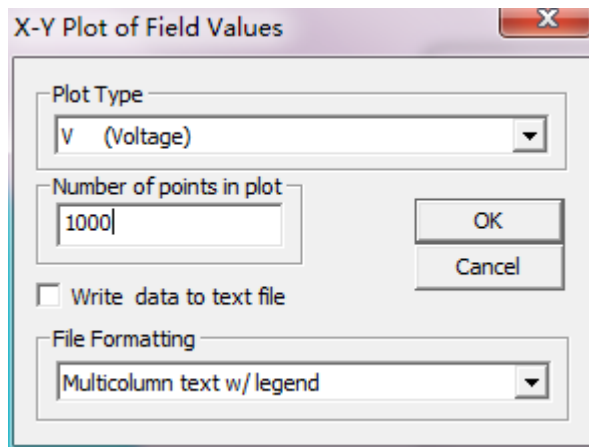 X-Y Plot of Field Values
Plot Type
V (Voltage)
Number of points in plot
1000
OK
Cancel
Write data to text file
File Formatting
Multicolumn text w/ legend